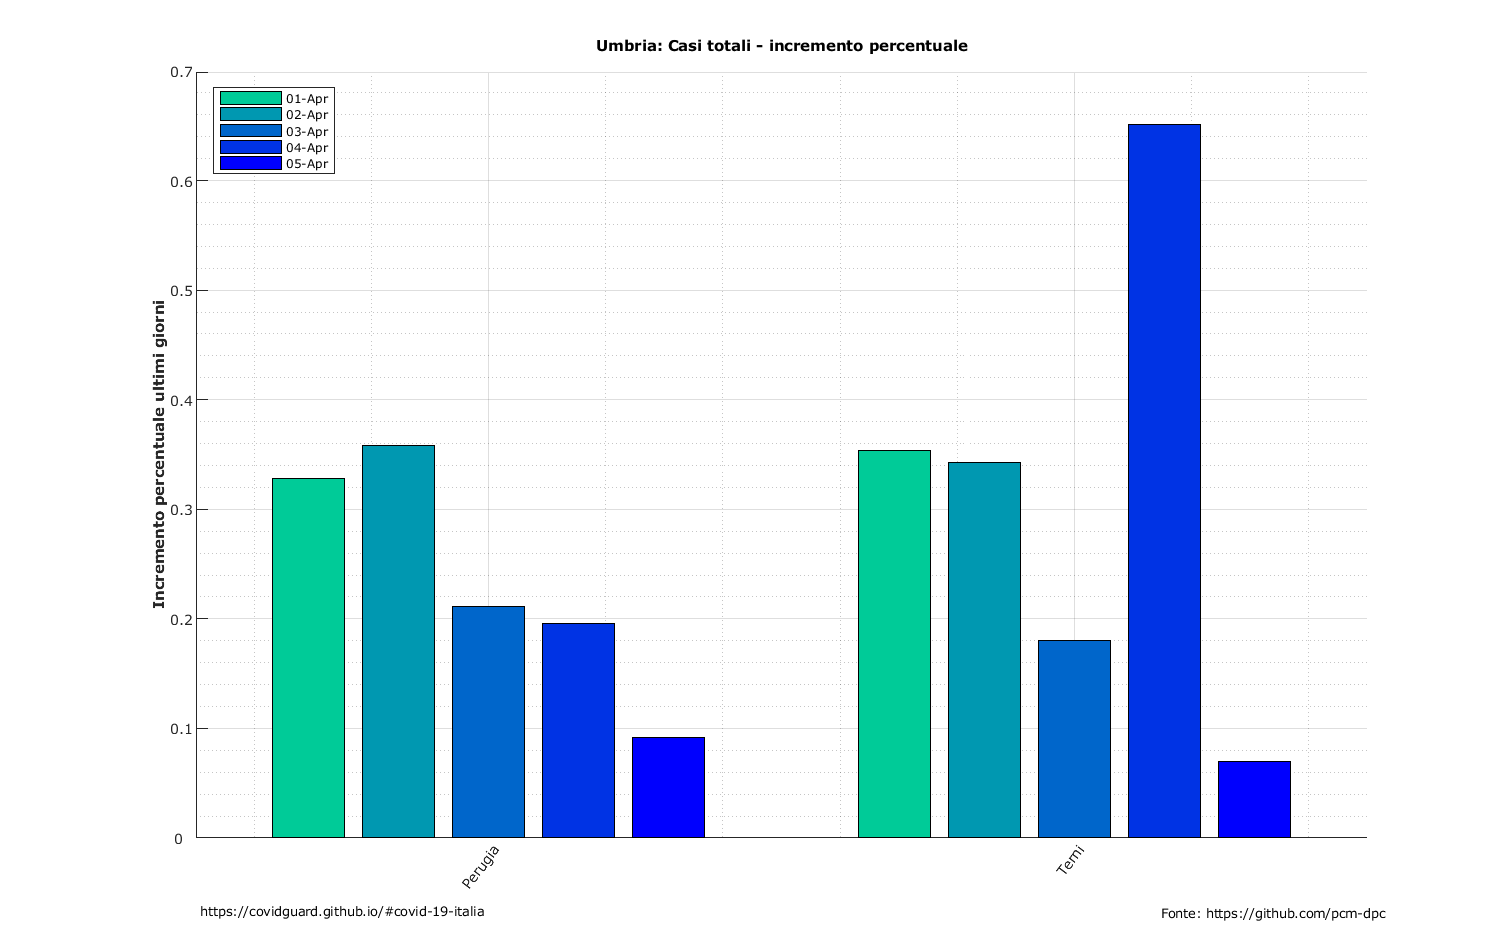 Umbria: Casi totali - incremento percentuale
0.7
0.6
0.5
0.4
0.3
0.2
0.1
0
Incremento percentuale ultimi giorni
01-Apr
02-Apr
03-Apr
04-Apr
05-Apr
Perugia
Terni
https://covidguard.github.io/#covid-19-italia
Fonte: https://github.com/pcm-dpc